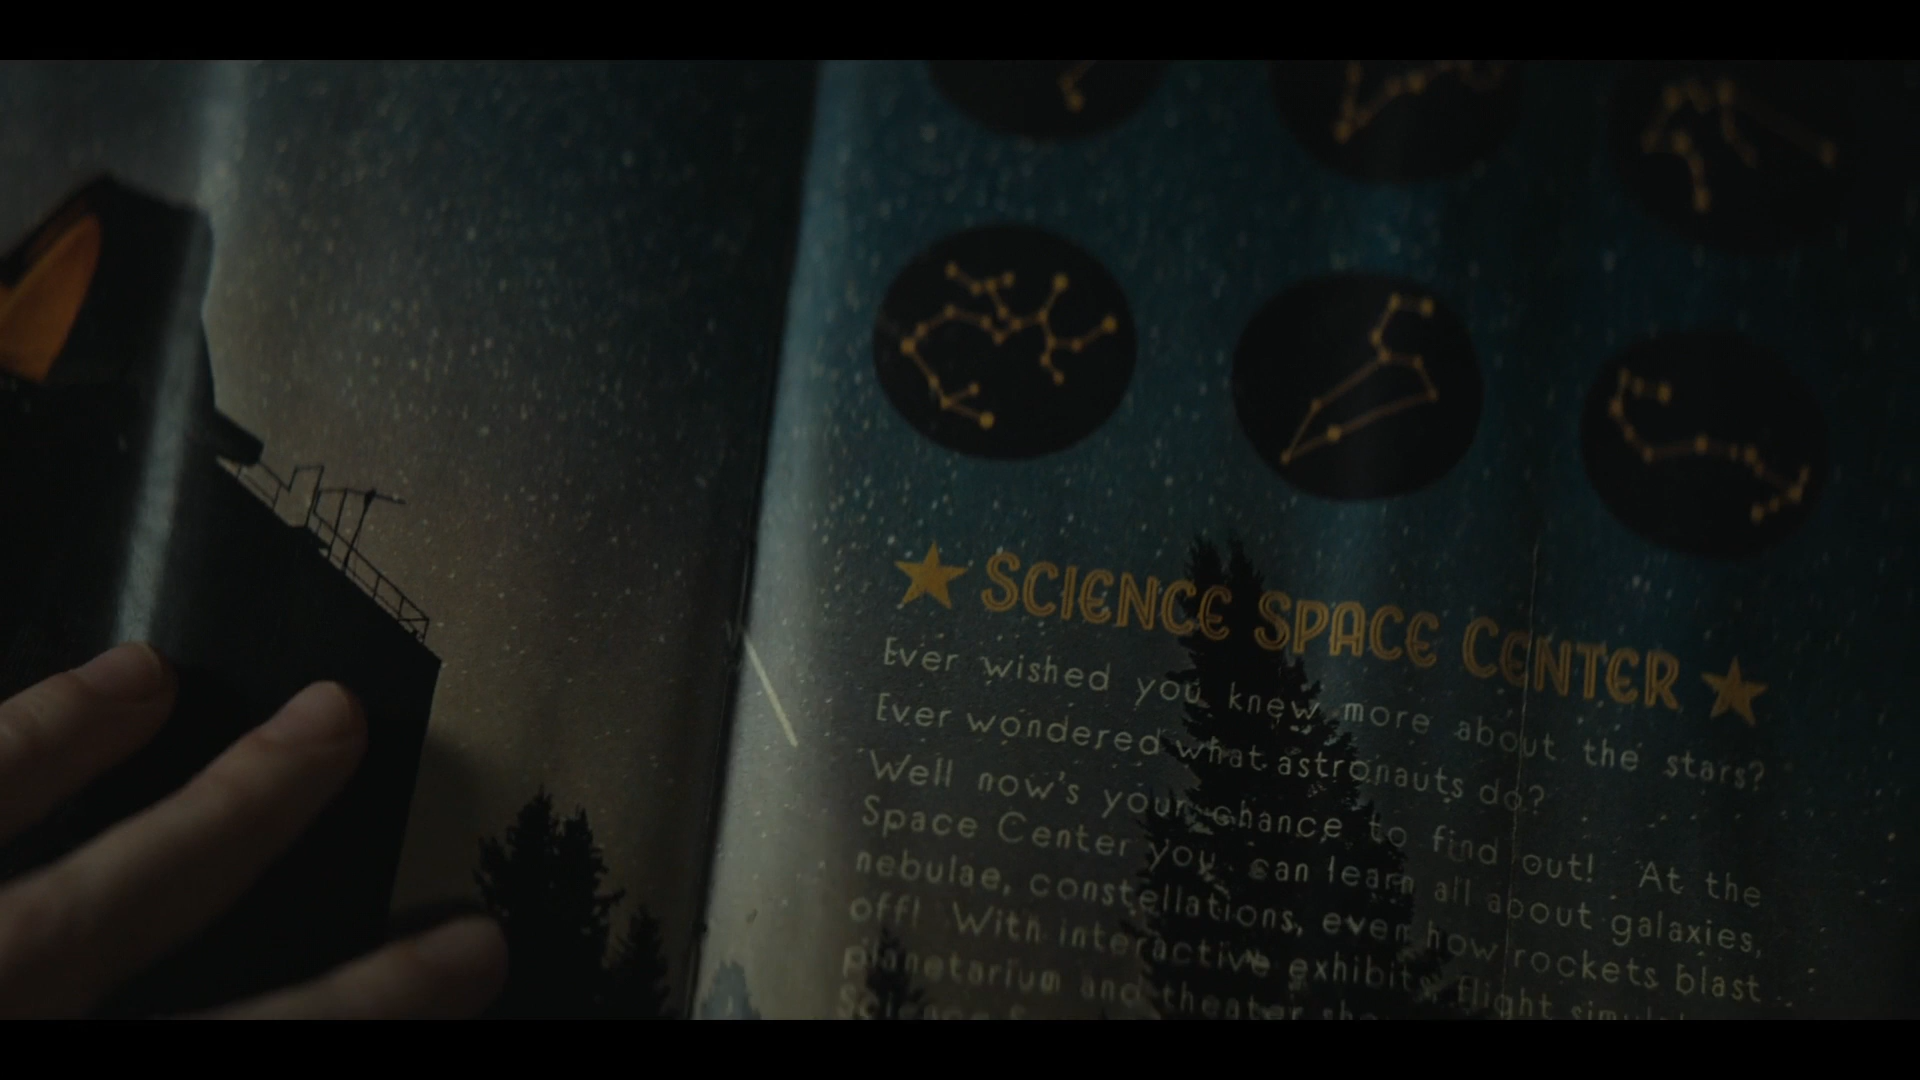 SCIENCE SPACE CENTER
Ever wished you knew more about the stars?
Ever wondered what astronauts do?
Well now's your chance to find out! At the
Space Center you can learn all about galaxies,
nebulae, constellations, even how rockets blast
off! With interactive exhibits, flight
planetarium and theater
Science